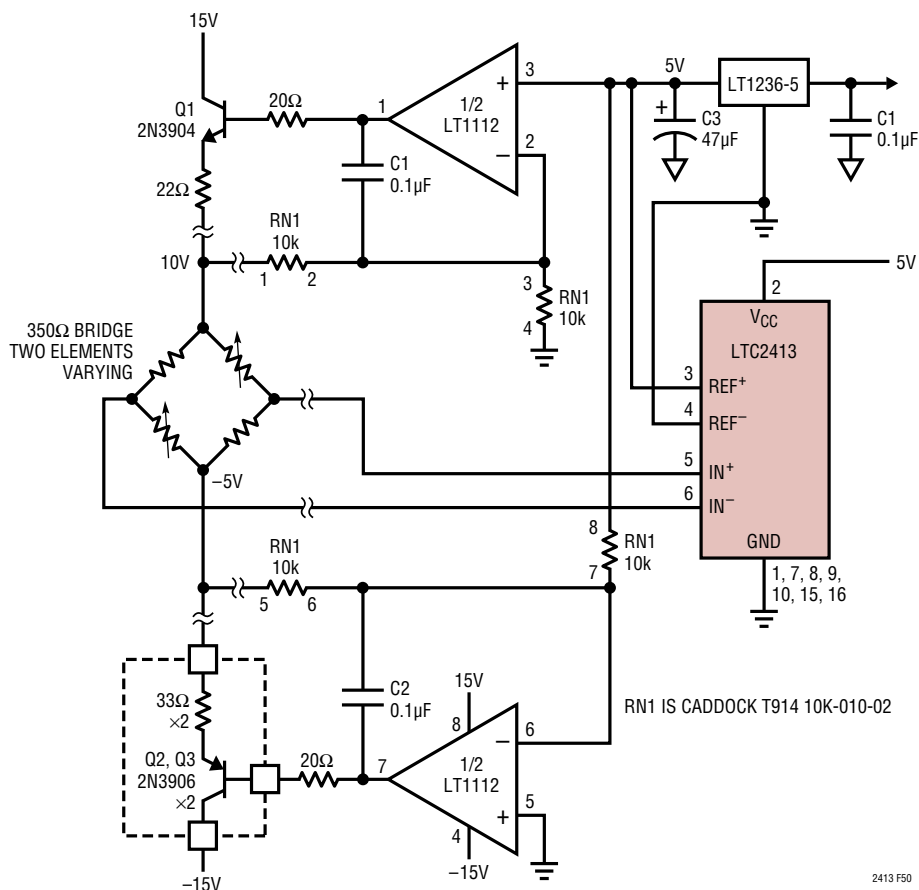 15V
Q1
2N3904
20Ω
1
1/2
LT1112
+
3
−
2
5V
LT1236-5
+
C3
47µF
C1
0.1µF
22Ω
C1
0.1µF
RN1
10k
10V
1
2
3
4
RN1
10k
5V
2
VCC
LTC2413
3
REF+
4
REF−
5
IN+
6
IN−
GND
1, 7, 8, 9,
10, 15, 16
350Ω BRIDGE
TWO ELEMENTS
VARYING
−5V
8
RN1
10k
7
RN1
10k
5
6
33Ω
×2
Q2, Q3
2N3906
×2
20Ω
C2
0.1µF
15V
8
7
1/2
LT1112
−
6
+
5
4
−15V
−15V
RN1 IS CADDOCK T914 10K-010-02
2413 F50